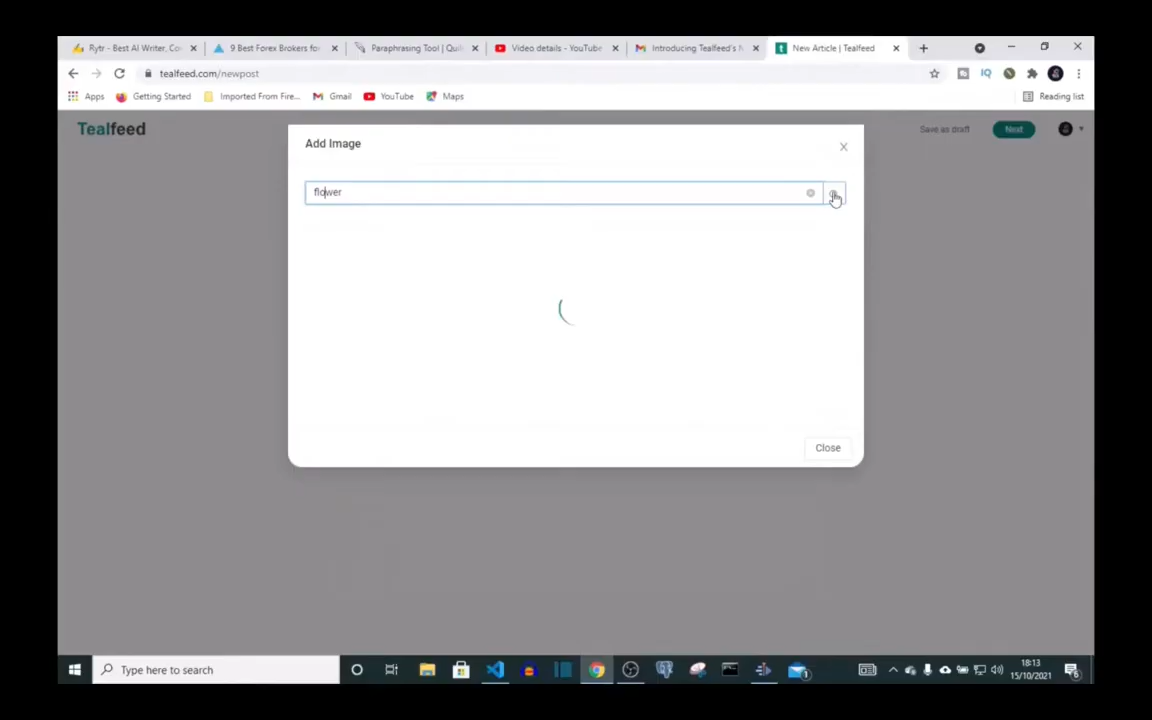 Rytr - Best AI Writer, Co
9 Best Forex Brokers for
Paraphrasing Tool | Quil
Video details - YouTube
Introducing Tealfeed's N
New Article | Tealfeed
tealfeed.com/newpost
IQ
Apps
Getting Started
Imported From Fire...
Gmail
YouTube
Maps
Reading list
Tealfeed
Save as draft
Next
Add Image
flower
Close
Type here to search
18:13
15/10/2021